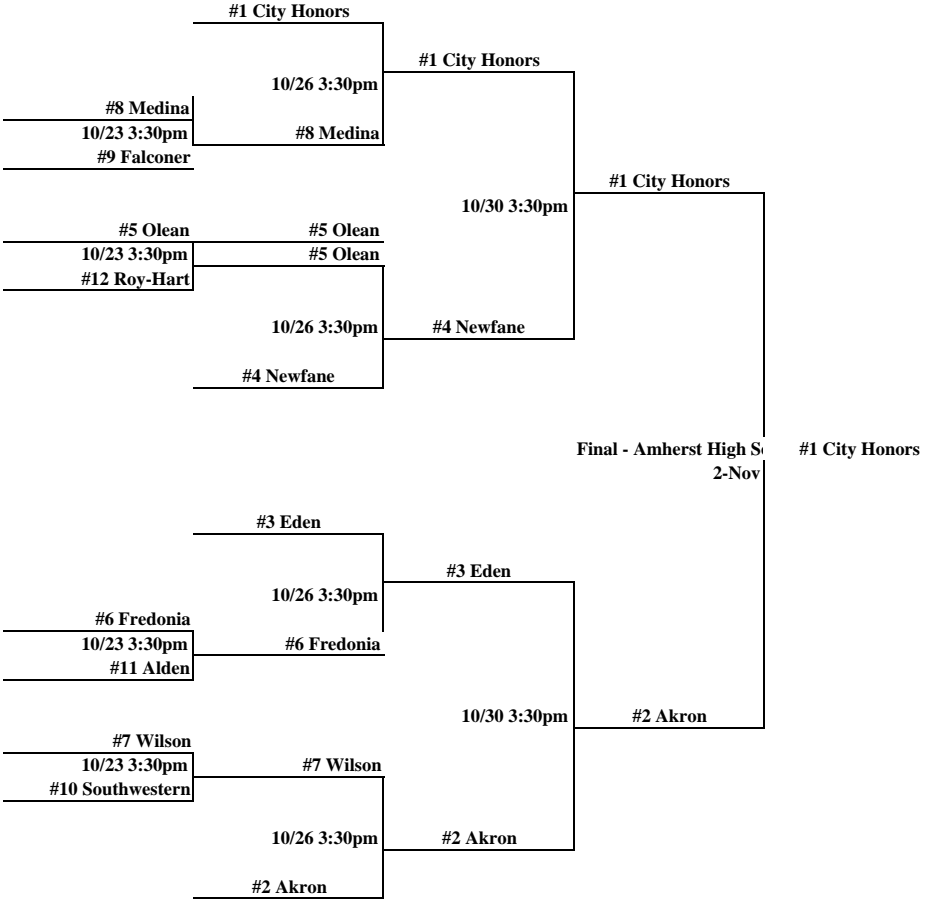 #1 City Honors
#1 City Honors
10/26 3:30pm
#8 Medina
10/23 3:30pm
#8 Medina
#9 Falconer
#1 City Honors
10/30 3:30pm
#5 Olean
#5 Olean
10/23 3:30pm
#5 Olean
#12 Roy-Hart
10/26 3:30pm
#4 Newfane
#4 Newfane
Final - Amherst High S
#1 City Honors
2-Nov
#3 Eden
#3 Eden
10/26 3:30pm
#6 Fredonia
10/23 3:30pm
#6 Fredonia
#11 Alden
10/30 3:30pm
#2 Akron
#7 Wilson
10/23 3:30pm
#7 Wilson
#10 Southwestern
10/26 3:30pm
#2 Akron
#2 Akron